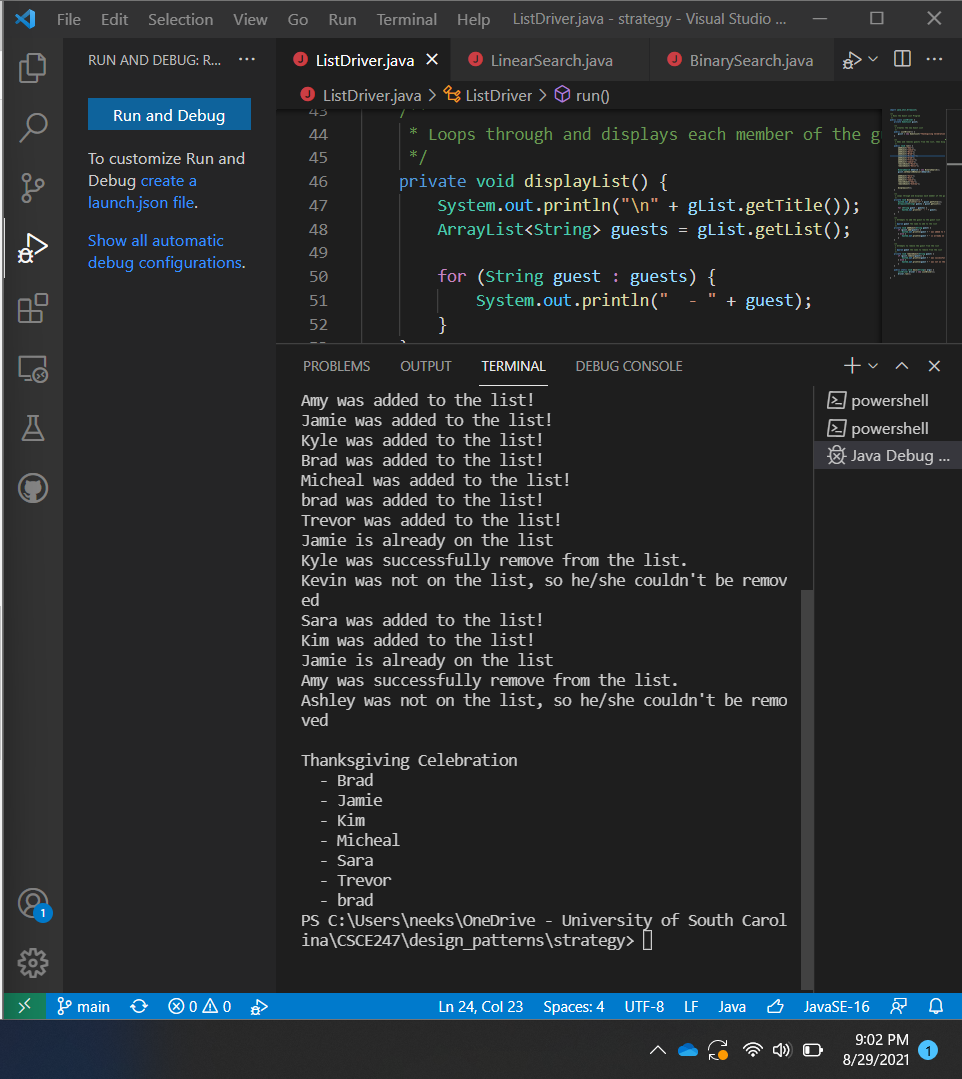 File Edit Selection View Go Run Terminal Help ListDriver.java - strategy - Visual Studio ...
RUN AND DEBUG: R... ...
Run and Debug
To customize Run and
Debug create a
launch.json file.
Show all automatic
debug configurations.
ListDriver.java LinearSearch.java BinarySearch.java
ListDriver.java > ListDriver > run()
43 /**
44 * Loops through and displays each member of the g
45 */
46 private void displayList() {
47 System.out.println("\n" + gList.getTitle());
48 ArrayList<String> guests = gList.getList();
49
50 for (String guest : guests) {
51 System.out.println("  - " + guest);
52 }
PROBLEMS OUTPUT TERMINAL DEBUG CONSOLE
Amy was added to the list!
Jamie was added to the list!
Kyle was added to the list!
Brad was added to the list!
Micheal was added to the list!
brad was added to the list!
Trevor was added to the list!
Jamie is already on the list
Kyle was successfully remove from the list.
Kevin was not on the list, so he/she couldn't be remov
ed
Sara was added to the list!
Kim was added to the list!
Jamie is already on the list
Amy was successfully remove from the list.
Ashley was not on the list, so he/she couldn't be remo
ved
Thanksgiving Celebration
- Brad
- Jamie
- Kim
- Micheal
- Sara
- Trevor
- brad
PS C:\Users\neeks\OneDrive - University of South Carol
ina\CSCE247\design_patterns\strategy>
powershell
powershell
Java Debug ...
1
main 0 0 Ln 24, Col 23 Spaces: 4 UTF-8 LF Java JavaSE-16
9:02 PM
8/29/2021
1